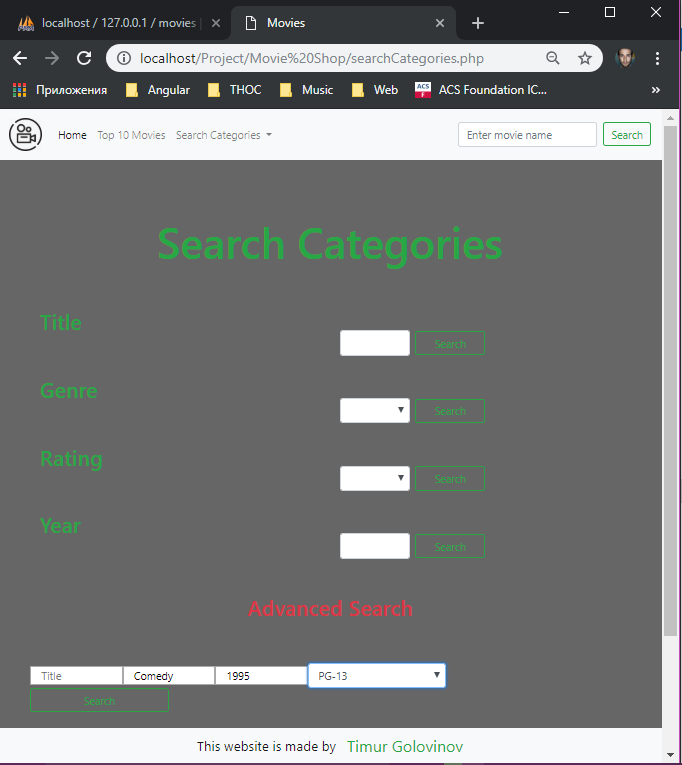 localhost / 127.0.0.1 / movies |
Movies
localhost/Project/Movie%20Shop/searchCategories.php
Приложения Angular THOC Music Web ACS Foundation IC...
Home Top 10 Movies Search Categories Enter movie name Search
Search Categories
Title
Search
Genre
Search
Rating
Search
Year
Search
Advanced Search
Title Comedy 1995 PG-13
Search
This website is made by Timur Golovinov